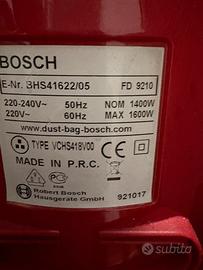 BOSCH
E-Nr. BHS41622/05 FD 9210
220-240V~ 50Hz NOM 1400W
220V~ 60Hz MAX 1600W
www.dust-bag-bosch.com
TYPE VCHS418V00
MADE IN P.R.C.
Robert Bosch
Hausgeräte GmbH 921017
subito